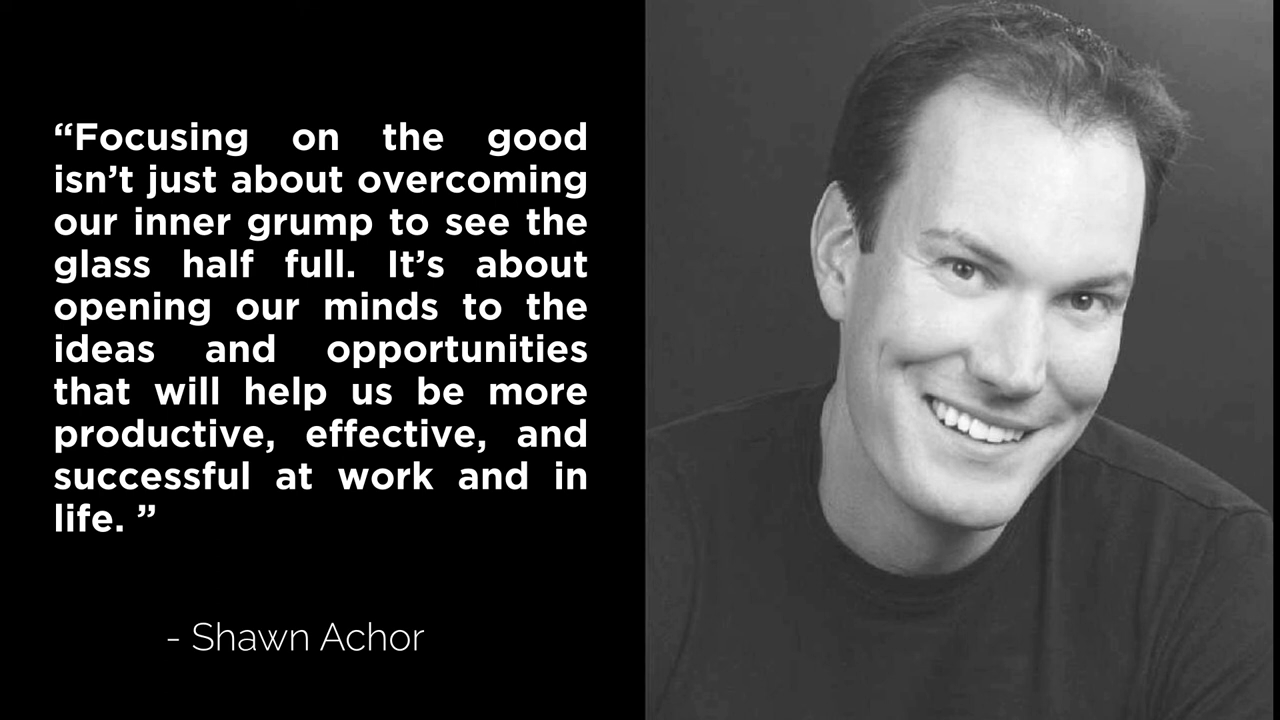 “Focusing on the good
isn’t just about overcoming
our inner grump to see the
glass half full. It’s about
opening our minds to the
ideas and opportunities
that will help us be more
productive, effective, and
successful at work and in
life. ”
- Shawn Achor